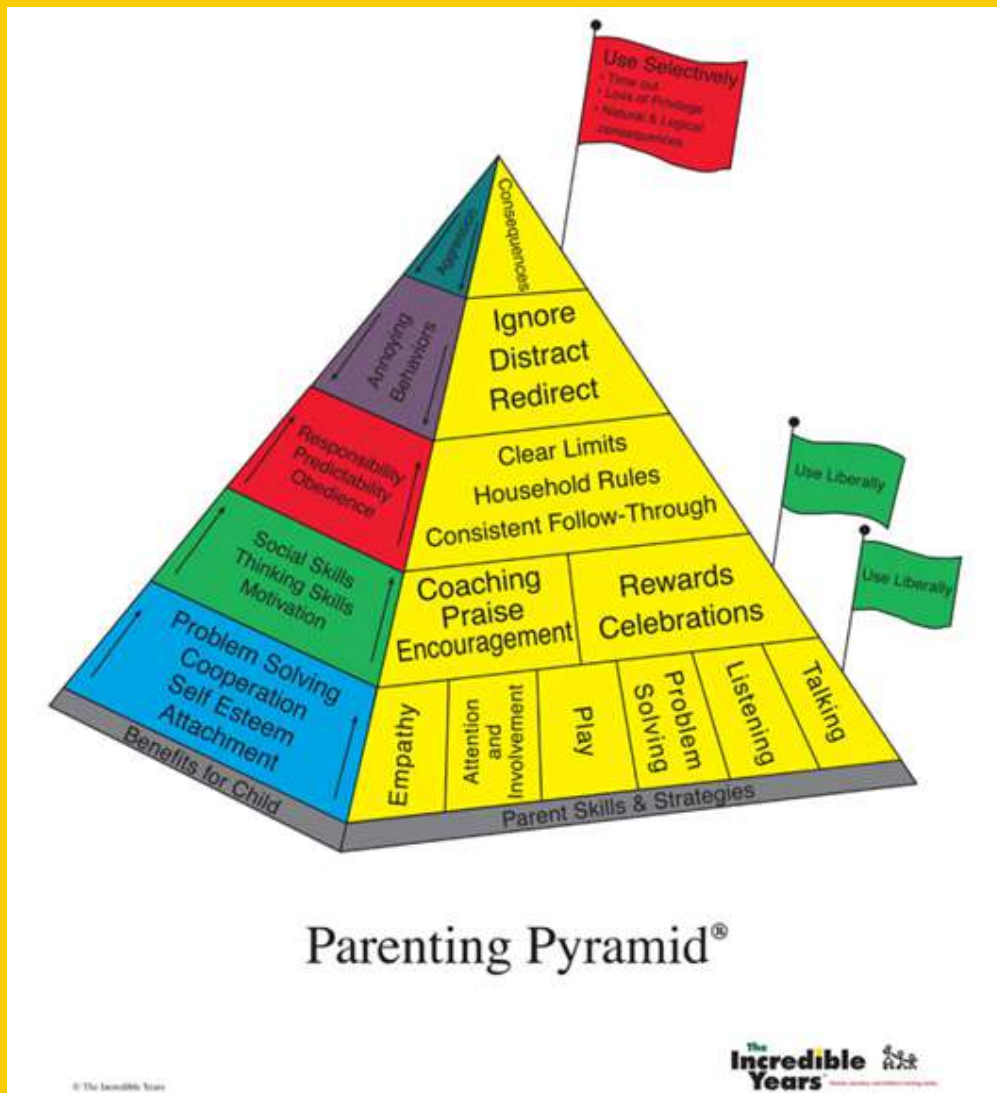 Use Selectively
• Time out
• Loss of Privilege
• Natural & Logical
consequences
Aggression
Consequences
Annoying
Behaviors
Ignore
Distract
Redirect
Responsibility
Predictability
Obedience
Clear Limits
Household Rules
Consistent Follow-Through
Use Liberally
Social Skills
Thinking Skills
Motivation
Coaching
Praise
Encouragement
Rewards
Celebrations
Use Liberally
Problem Solving
Cooperation
Self Esteem
Attachment
Empathy
Attention
and
Involvement
Play
Problem
Solving
Listening
Talking
Benefits for Child
Parent Skills & Strategies
Parenting Pyramid®
© The Incredible Years
The
Incredible
Years